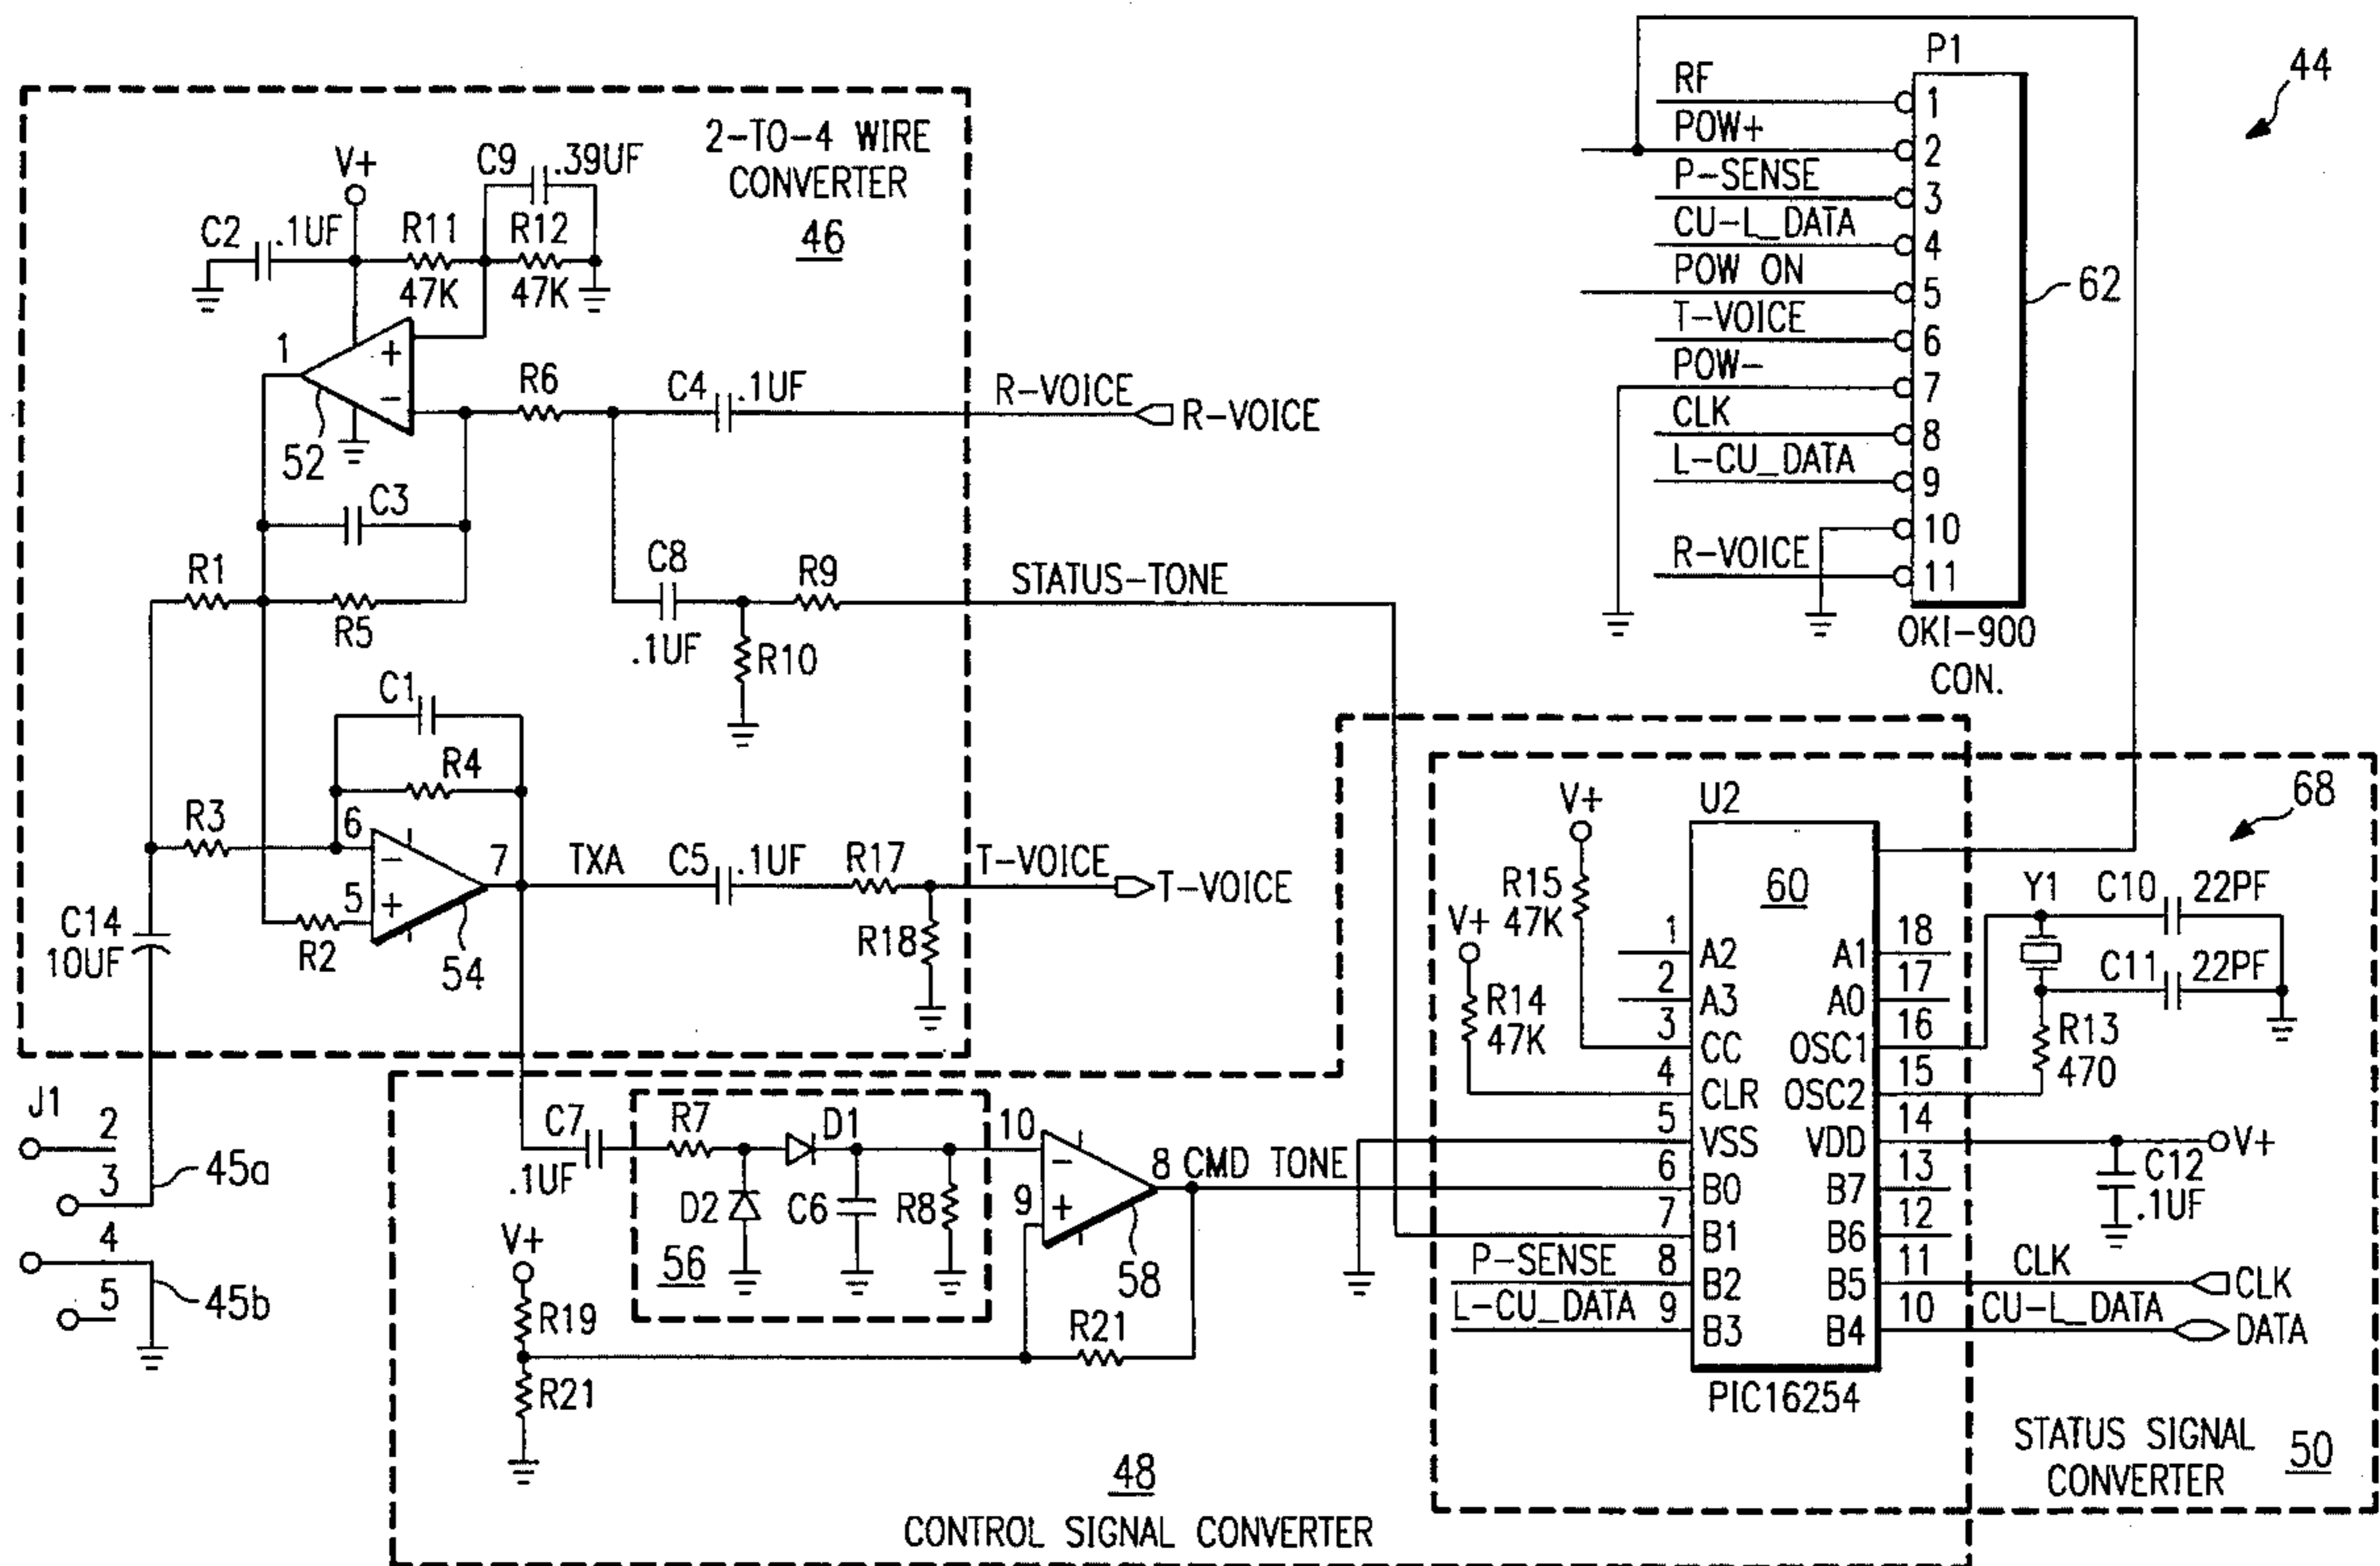 44
P1
RF 1
POW+ 2
P-SENSE 3
CU-L_DATA 4
POW ON 5
T-VOICE 6
POW- 7
CLK 8
L-CU_DATA 9
10
R-VOICE 11
62
OKI-900
CON.
2-TO-4 WIRE
CONVERTER
46
V+
C9 .39UF
C2 .1UF
R11
47K
R12
47K
1
+
-
52
R6
C4 .1UF
R-VOICE
R-VOICE
C3
R1
R5
C8
.1UF
R9
R10
STATUS-TONE
C1
R4
R3
6
-
5
+
7
R2
54
TXA
C5 .1UF
R17
T-VOICE
T-VOICE
R18
C14
10UF
J1
2
3
4
5
45a
45b
C7
.1UF
R7
D1
D2
C6
R8
56
10
-
9
+
8 CMD TONE
58
V+
R19
R21
R21
48
CONTROL SIGNAL CONVERTER
U2
60
V+
R15
47K
V+
R14
47K
1 A2
2 A3
3 CC
4 CLR
5 VSS
6 B0
7 B1
P-SENSE 8 B2
L-CU_DATA 9 B3
A1 18
A0 17
OSC1 16
OSC2 15
VDD 14
B7 13
B6 12
B5 11 CLK
CLK
B4 10 CU-L_DATA
DATA
PIC16254
68
Y1
C10 22PF
C11 22PF
R13
470
V+
C12
.1UF
STATUS SIGNAL
CONVERTER
50